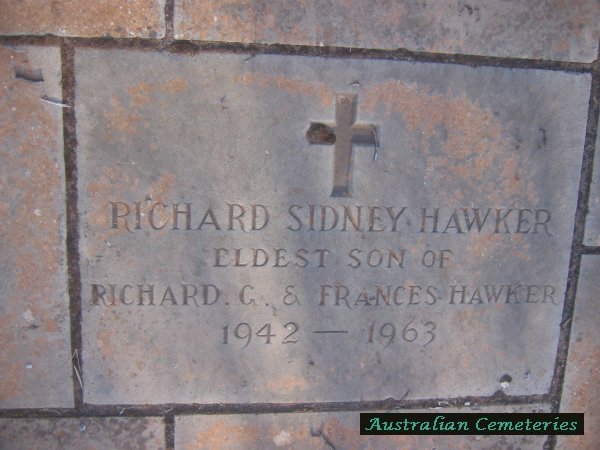 RICHARD SIDNEY HAWKER
ELDEST SON OF
RICHARD. G. & FRANCES HAWKER
1942 — 1963
Australian Cemeteries